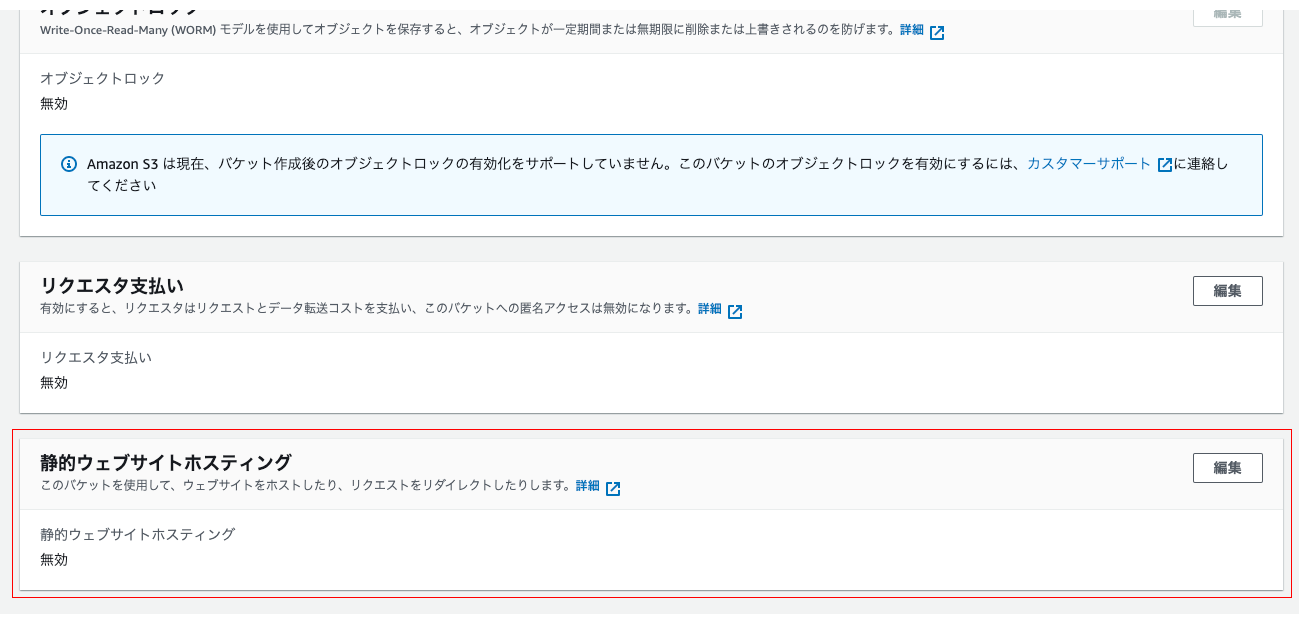 オブジェクトロック
編集
Write-Once-Read-Many (WORM) モデルを使用してオブジェクトを保存すると、オブジェクトが一定期間または無期限に削除または上書きされるのを防げます。詳細
オブジェクトロック
無効
Amazon S3 は現在、バケット作成後のオブジェクトロックの有効化をサポートしていません。このバケットのオブジェクトロックを有効にするには、カスタマーサポート に連絡し
てください
リクエスタ支払い
編集
有効にすると、リクエスタはリクエストとデータ転送コストを支払い、このバケットへの匿名アクセスは無効になります。詳細
リクエスタ支払い
無効
静的ウェブサイトホスティング
編集
このバケットを使用して、ウェブサイトをホストしたり、リクエストをリダイレクトしたりします。詳細
静的ウェブサイトホスティング
無効